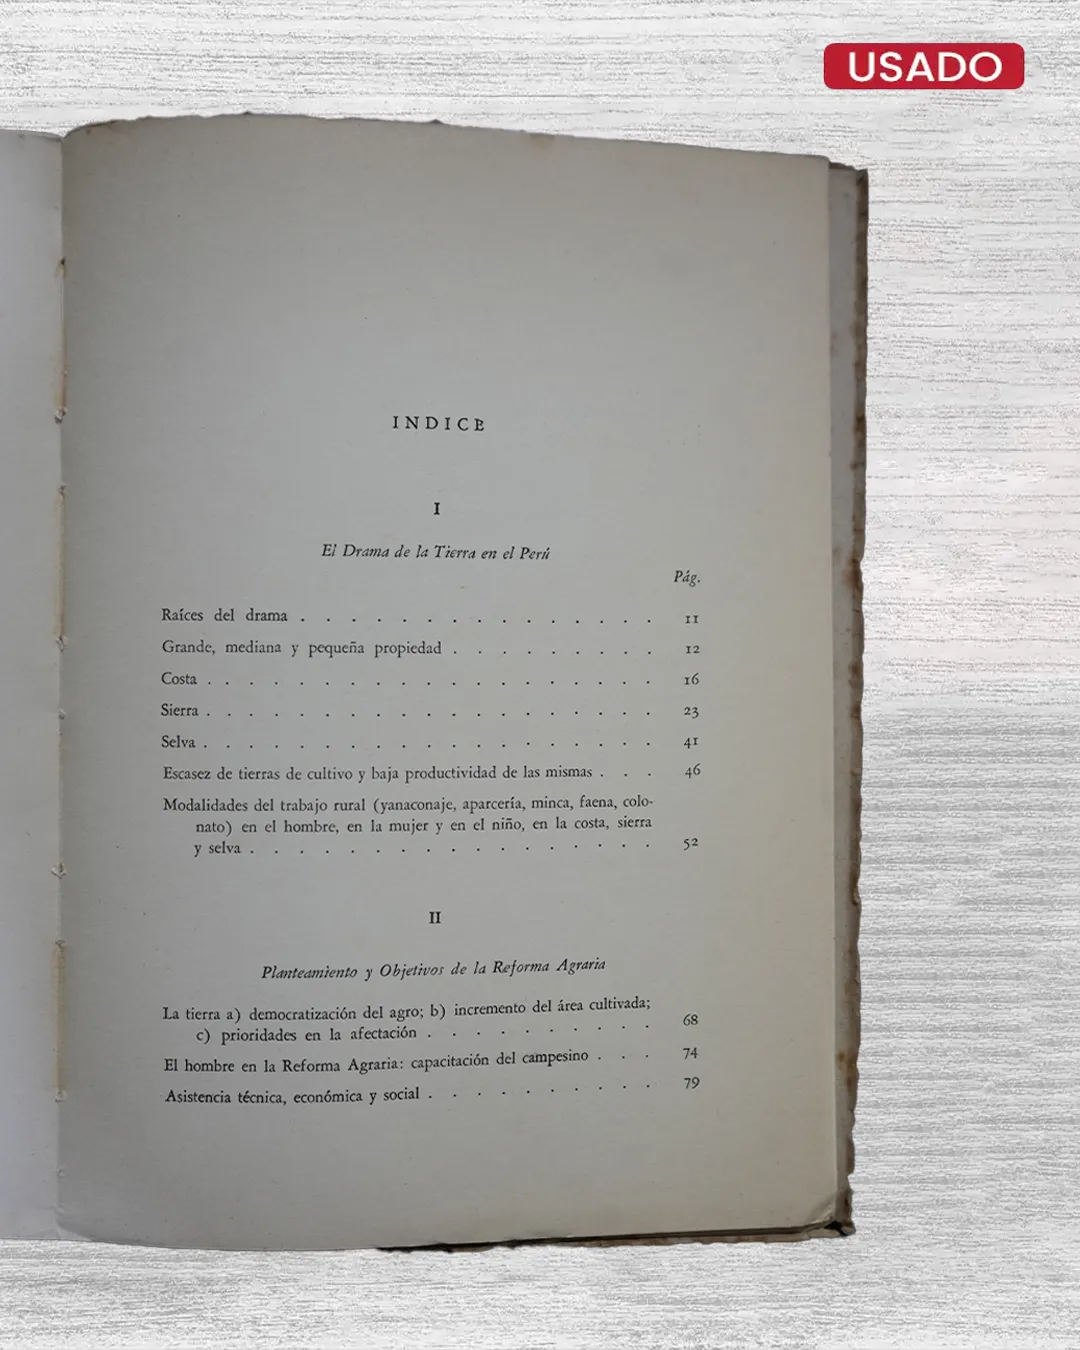 USADO
INDICE
I
El Drama de la Tierra en el Perú
Pág.
Raíces del drama . . . . . . . . . . . . . . . 11
Grande, mediana y pequeña propiedad . . . . . . . . . 12
Costa . . . . . . . . . . . . . . . . . . . 16
Sierra . . . . . . . . . . . . . . . . . . . 23
Selva . . . . . . . . . . . . . . . . . . . 41
Escasez de tierras de cultivo y baja productividad de las mismas . . . 46
Modalidades del trabajo rural (yanaconaje, aparcería, minca, faena, colo-
nato) en el hombre, en la mujer y en el niño, en la costa, sierra
y selva . . . . . . . . . . . . . . . . . 52
II
Planteamiento y Objetivos de la Reforma Agraria
La tierra a) democratización del agro; b) incremento del área cultivada;
c) prioridades en la afectación . . . . . . . . . . 68
El hombre en la Reforma Agraria: capacitación del campesino . . . 74
Asistencia técnica, económica y social . . . . . . . . . . 79